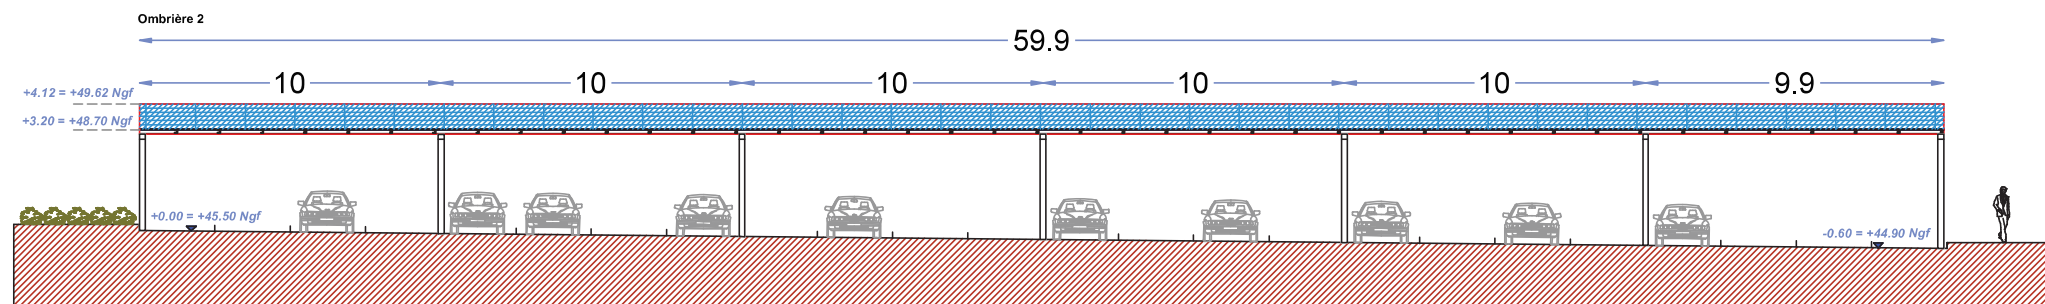 Ombrière 2
59.9
10 10 10 10 10 9.9
+4.12 = +49.62 Ngf
+3.20 = +48.70 Ngf
+0.00 = +45.50 Ngf
-0.60 = +44.90 Ngf